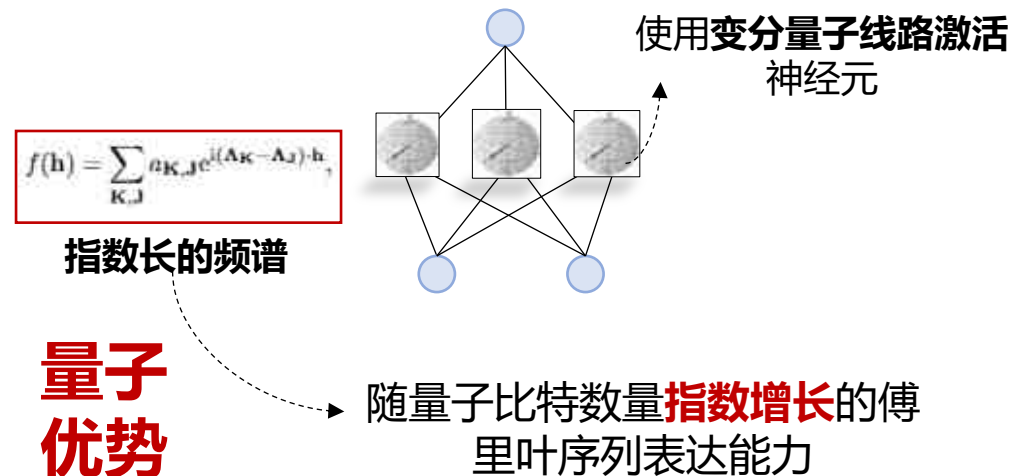 使用变分量子线路激活
神经元
f(h) = ∑_{K,J} a_{K,J} e^{i(Λ_K − Λ_J)·h},
指数长的频谱
量子
优势
随量子比特数量指数增长的傅
里叶序列表达能力